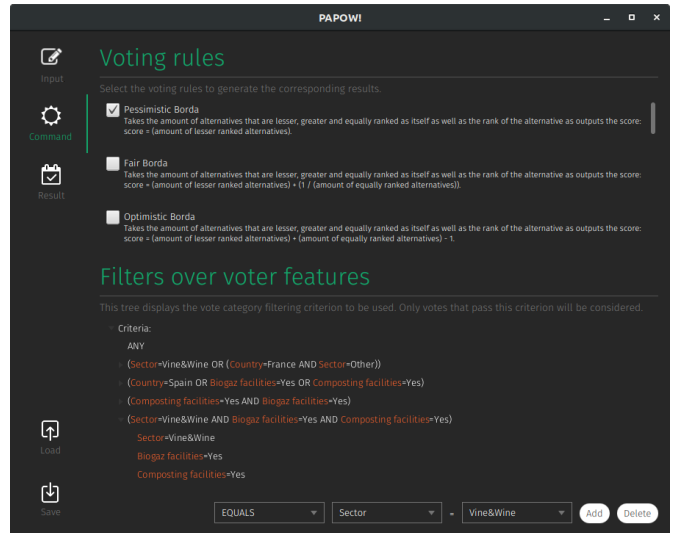 PAPOW!
Input
Command
Result
Load
Save
Voting rules
Select the voting rules to generate the corresponding results.
Pessimistic Borda
Takes the amount of alternatives that are lesser, greater and equally ranked as itself as well as the rank of the alternative as outputs the score:
score = (amount of lesser ranked alternatives).
Fair Borda
Takes the amount of alternatives that are lesser, greater and equally ranked as itself as well as the rank of the alternative as outputs the score:
score = (amount of lesser ranked alternatives) + (1 / (amount of equally ranked alternatives)).
Optimistic Borda
Takes the amount of alternatives that are lesser, greater and equally ranked as itself as well as the rank of the alternative as outputs the score:
score = (amount of lesser ranked alternatives) + (amount of equally ranked alternatives) - 1.
Filters over voter features
This tree displays the vote category filtering criterion to be used. Only votes that pass this criterion will be considered.
Criteria:
ANY
(Sector=Vine&Wine OR (Country=France AND Sector=Other))
(Country=Spain OR Biogaz facilities=Yes OR Composting facilities=Yes)
(Composting facilities=Yes AND Biogaz facilities=Yes)
(Sector=Vine&Wine AND Biogaz facilities=Yes AND Composting facilities=Yes)
Sector=Vine&Wine
Biogaz facilities=Yes
Composting facilities=Yes
EQUALS Sector = Vine&Wine Add Delete